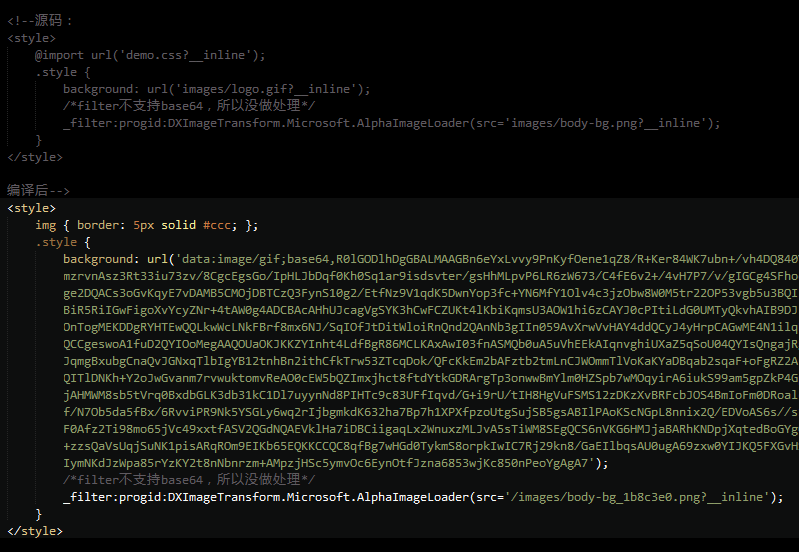 <!--源码：
<style>
@import url('demo.css?__inline');
.style {
background: url('images/logo.gif?__inline');
/*filter不支持base64，所以没做处理*/
_filter:progid:DXImageTransform.Microsoft.AlphaImageLoader(src='images/body-bg.png?__inline');
}
</style>
编译后-->
<style>
img { border: 5px solid #ccc; };
.style {
background: url('data:image/gif;base64,R0lGODlhDgGBALMAAGBn6eYxLvvy9PnKyfOene1qZ8/R+Ker84WK7ubn+/vh4DQ840
mzrvnAsz3Rt33iu73zv/8CgcEgsGo/IpHLJbDqf0Kh0Sq1ar9isdsvter/gsHhMLpvP6LR6zW673/C4fE6v2+/4vH7P7/v/gIGCg4SFho
ge2DQACs3oGvKqyE7vDAMB5CMOjDBTCzQ3FynS10g2/EtfNz9V1qdK5DwnYop3fc+YN6MfY1Olv4c3jzObw8W0M5tr22OP53vgb5u3BQI
BiR5RiIGwFigoXvYcyZNr+4tAW0g4ADCBAcAHhUJcagVgSYK3hCwFCZUKt4lKbiKqmsU3AOW1hi6zCAYJ0cPItiLdG0UMTyQkvhAIB9DJ
OnTogMEKDDgRYHTEwQQLkwWcLNkFBrf8mx6NJ/SqIOfJtDitWloiRnQnd2QAnNb3gIIn059AvXrwVvHAY4ddQCyJ4yHrpCAGwME4N1ilq
QCCgeswoA1fuD2QYIOoMegAAQOUaOKJKKZYInht4LdfBgR86MCLKAxAwI03fnASMQb0uA5uVhEEkAIqnvghiUXaZ5qSoU04QYIsQngajR
JqmgBxubgCnaQvJGNxqTlbIgYB12tnhBn2ithCfkTrw53ZTcqDok/QFcKkEm2bAFztb2tmLnCJWOmmTlVoKaKYaDBqab2sqaF+oFgRZ2A
QITlDNKh+Y2oJwGvanm7rvwuktomvReAO0cEW5bQZImxjhct8ftdYtkGDRArgTp3onwwBmYlm0HZSpb7wMOqyirA6iukS99am5gpZkP4G
jAHMWM8sb5tVrq0BxdbGLK3db31kC1Dl7uyynNd8PIHTc9c83UFfIqvd/G+i9rU/tIH8HgVuFSMS12zDKzXvBRFcbJOS4BmIoFm0DRoal
f/N7Ob5da5fBx/6RvviPR9Nk5YSGLy6wq2rIjbgmkdK632ha7Bp7h1XPXfpzoUtgSujSB5gsABIlPAoKScNGpL8nnix2Q/EDVoAS6s//s
F0Afz2Ti98mo65jVc49xxtfASV2QGdNQAEVklHa7iDBCiigaqLx2WnuxzMLJvA5sTiWM8SEgQCS6nVKG6HMJjaBARhKNDpjXqtedBoGYg
+zzsQaVsUqjSuNK1pisARqROm9EIKb65EQKKCCQC8qfBg7wHGd0TykmS8orpkIwIC7Rj29kn8/GaEIlbqsAU0ugA69zxw0YIJKQ5FXGvH
IymNKdJzWpa85rYzKY2t8nNbnrzm+AMpzjHSc5ymvOc6EynOtfJzna6853wjKc850nPeoYgAgA7');
/*filter不支持base64，所以没做处理*/
_filter:progid:DXImageTransform.Microsoft.AlphaImageLoader(src='/images/body-bg_1b8c3e0.png?__inline');
}
</style>